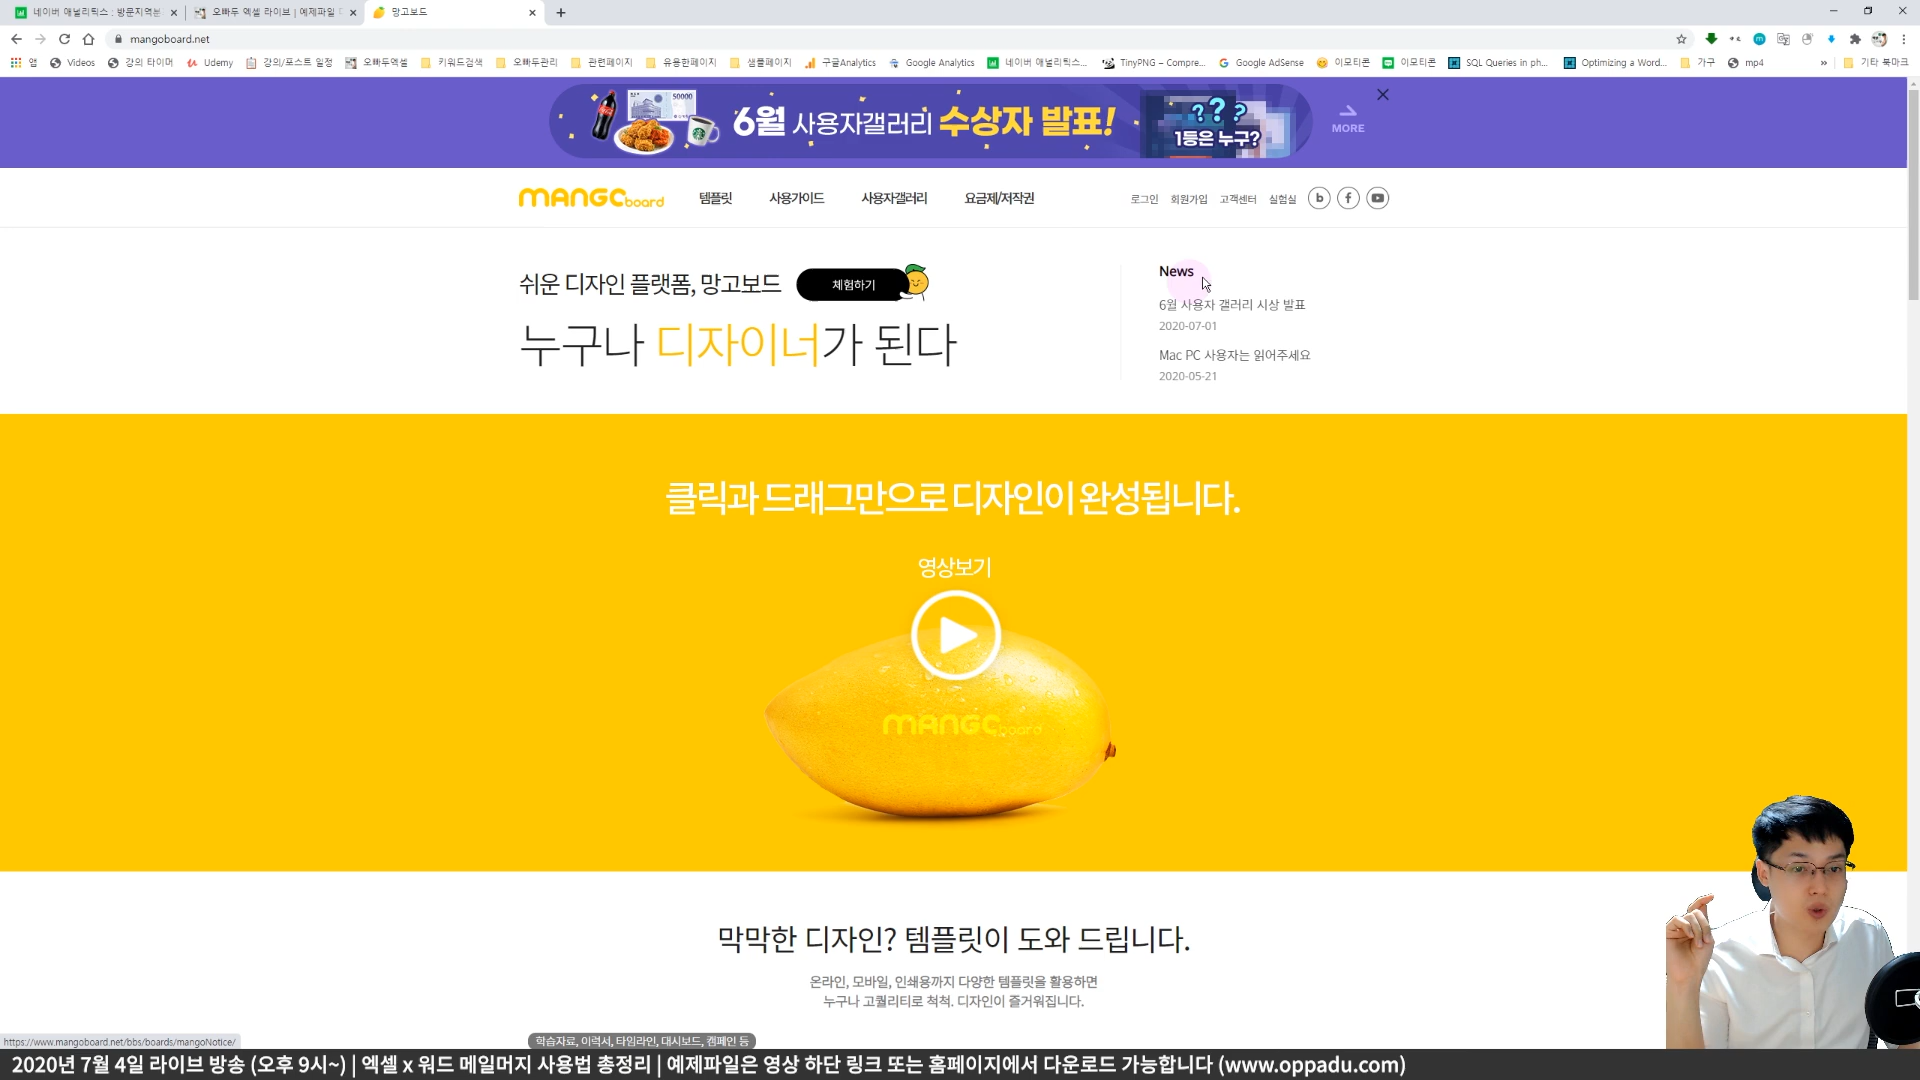 네이버 애널리틱스 : 방문지역분
오빠두 엑셀 라이브 | 예제파일
망고보드
mangoboard.net
앱 Videos 강의 타이머 Udemy 강의/포스트 일정 오빠두엑셀 키워드검색 오빠두관리 관련페이지 유용한페이지 샘플페이지 구글Analytics Google Analytics 네이버 애널리틱스... TinyPNG – Compre... Google AdSense 이모티콘 이모티콘 SQL Queries in ph... Optimizing a Word... 가구 mp4 » 기타 북마크
50000
6월 사용자갤러리 수상자 발표!
? ? ?
1등은 누구?
MORE
MANGOboard 템플릿 사용가이드 사용자갤러리 요금제/저작권 로그인 회원가입 고객센터 실험실
쉬운 디자인 플랫폼, 망고보드 체험하기
누구나 디자이너가 된다
News
6월 사용자 갤러리 시상 발표
2020-07-01
Mac PC 사용자는 읽어주세요
2020-05-21
클릭과 드래그만으로 디자인이 완성됩니다.
영상보기
MANGOboard
막막한 디자인? 템플릿이 도와 드립니다.
온라인, 모바일, 인쇄용까지 다양한 템플릿을 활용하면
누구나 고퀄리티로 척척. 디자인이 즐거워집니다.
https://www.mangoboard.net/bbs/boards/mangoNotice/
학습자료, 이력서, 타임라인, 대시보드, 캠페인 등
2020년 7월 4일 라이브 방송 (오후 9시~) | 엑셀 x 워드 메일머지 사용법 총정리 | 예제파일은 영상 하단 링크 또는 홈페이지에서 다운로드 가능합니다 (www.oppadu.com)